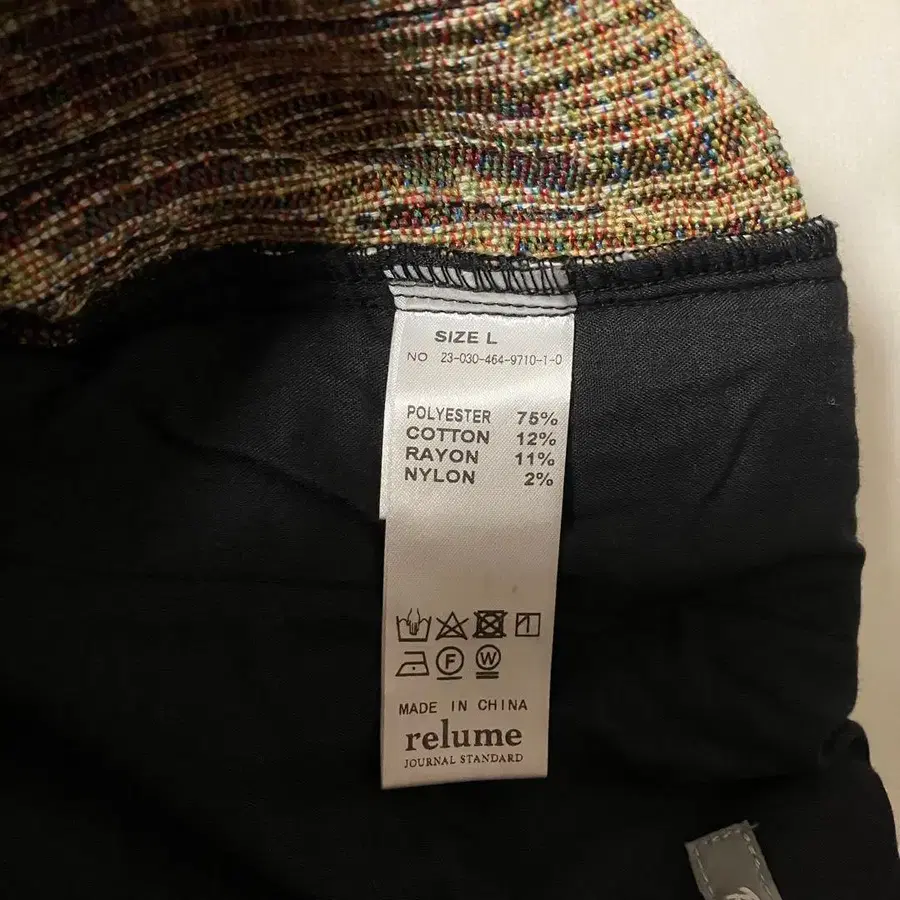 SIZE L
NO 23-030-464-9710-1-0
POLYESTER 75%
COTTON 12%
RAYON 11%
NYLON 2%
F W
MADE IN CHINA
relume
JOURNAL STANDARD